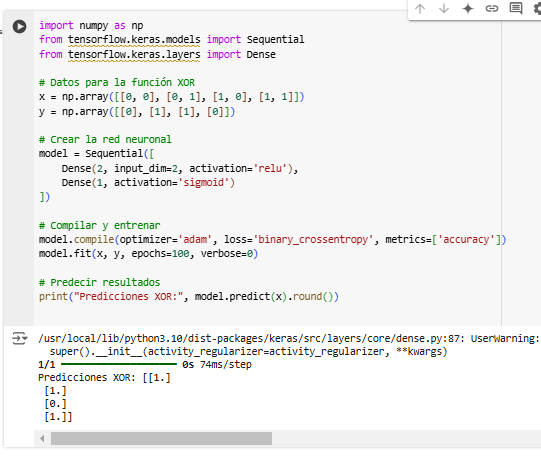 import numpy as np
from tensorflow.keras.models import Sequential
from tensorflow.keras.layers import Dense
# Datos para la función XOR
x = np.array([[0, 0], [0, 1], [1, 0], [1, 1]])
y = np.array([[0], [1], [1], [0]])
# Crear la red neuronal
model = Sequential([
    Dense(2, input_dim=2, activation='relu'),
    Dense(1, activation='sigmoid')
])
# Compilar y entrenar
model.compile(optimizer='adam', loss='binary_crossentropy', metrics=['accuracy'])
model.fit(x, y, epochs=100, verbose=0)
# Predecir resultados
print("Predicciones XOR:", model.predict(x).round())
/usr/local/lib/python3.10/dist-packages/keras/src/layers/core/dense.py:87: UserWarning:
  super().__init__(activity_regularizer=activity_regularizer, **kwargs)
1/1 ━━━━━━━━━━━━━━━━━━━━ 0s 74ms/step
Predicciones XOR: [[1.]
 [1.]
 [0.]
 [1.]]